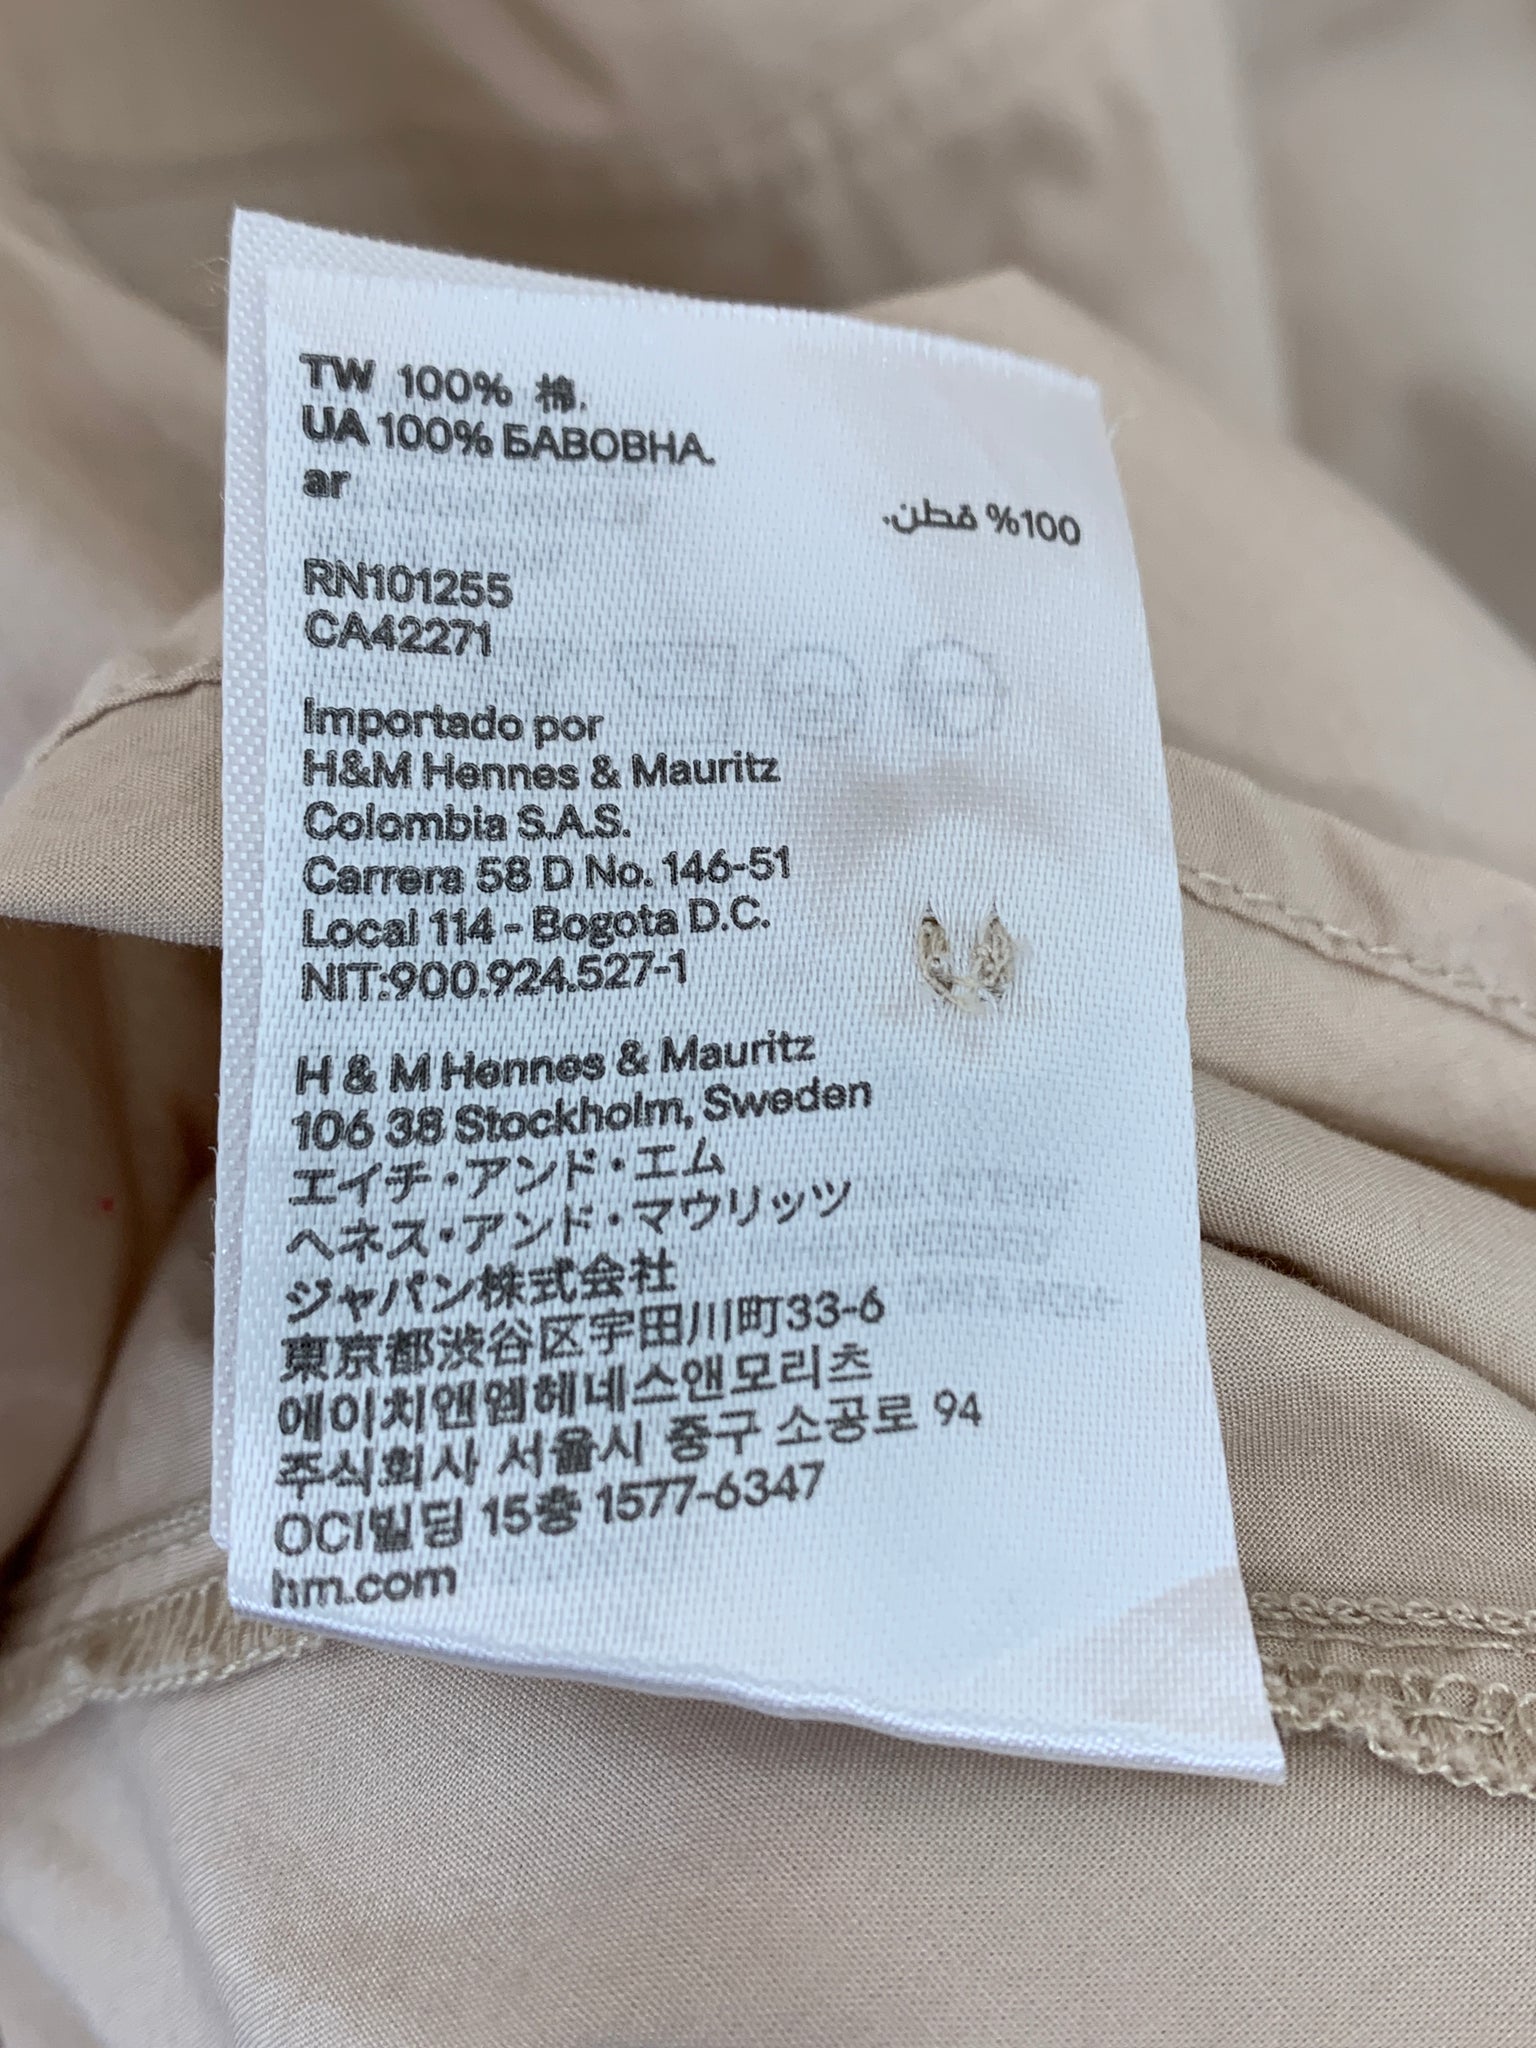 TW 100% 棉.
UA 100% БАВОВНА.
ar
100% قطن.
RN101255
CA42271
Importado por
H&M Hennes & Mauritz
Colombia S.A.S.
Carrera 58 D No. 146-51
Local 114 - Bogota D.C.
NIT:900.924.527-1
H & M Hennes & Mauritz
106 38 Stockholm, Sweden
エイチ・アンド・エム
ヘネス・アンド・マウリッツ
ジャパン株式会社
東京都渋谷区宇田川町33-6
에이치앤엠헤네스앤모리츠
주식회사 서울시 중구 소공로 94
OCI빌딩 15층 1577-6347
hm.com